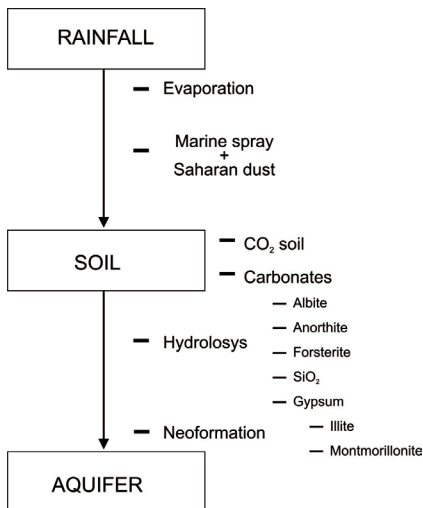 RAINFALL
Evaporation
Marine spray
+
Saharan dust
SOIL
CO₂ soil
Carbonates
Albite
Anorthite
Forsterite
SiO₂
Gypsum
Hydrolosys
Illite
Montmorillonite
Neoformation
AQUIFER